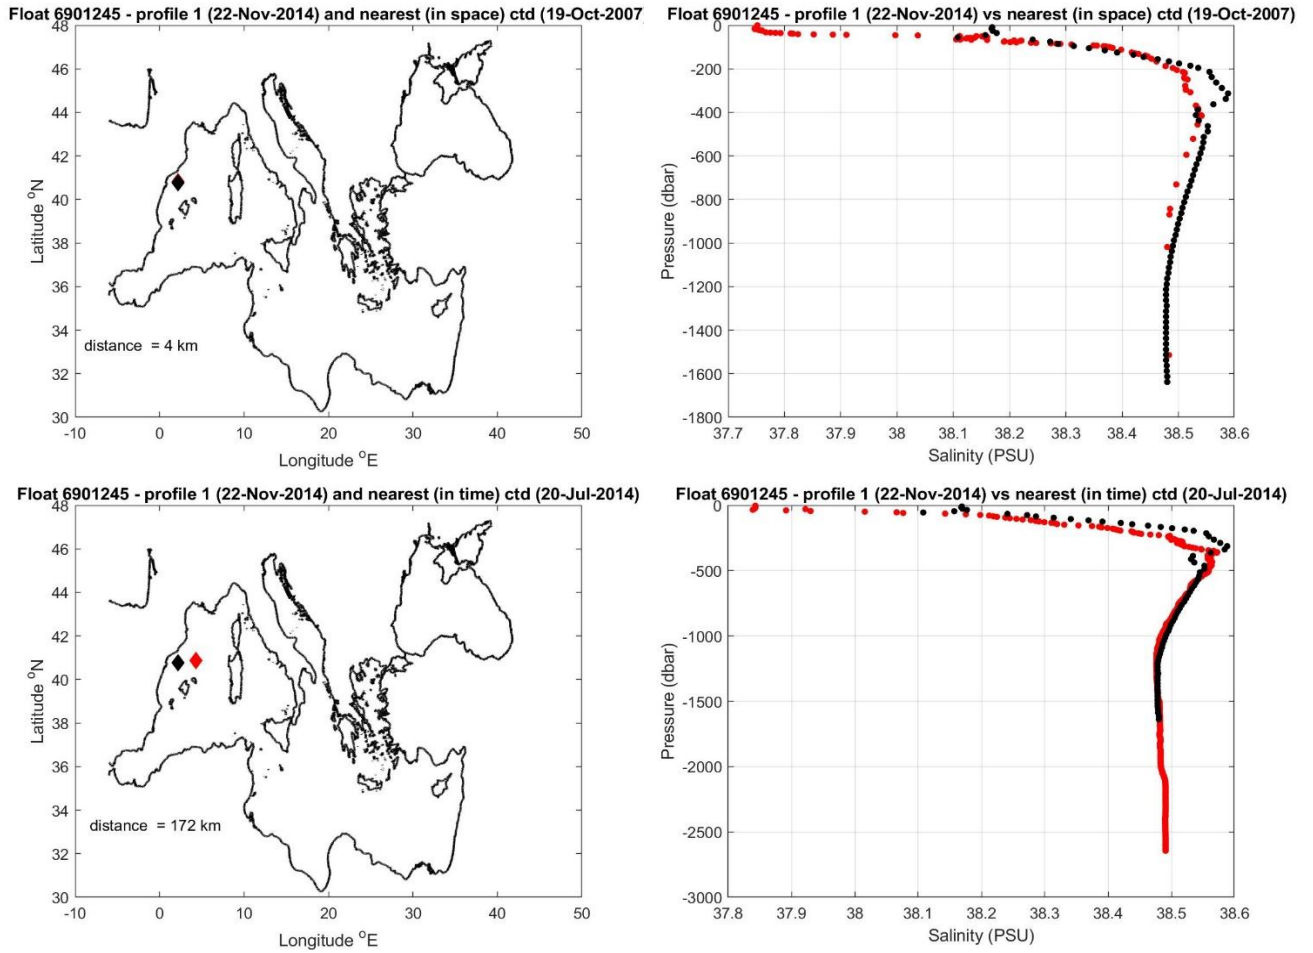 Float 6901245 - profile 1 (22-Nov-2014) and nearest (in space) ctd (19-Oct-2007
48
46
44
42
40
38
36
34
32
30
Latitude °N
distance = 4 km
-10 0 10 20 30 40 50
Longitude °E
Float 6901245 - profile 1 (22-Nov-2014) vs nearest (in space) ctd (19-Oct-2007)
0
-200
-400
-600
-800
-1000
-1200
-1400
-1600
-1800
Pressure (dbar)
37.7 37.8 37.9 38 38.1 38.2 38.3 38.4 38.5 38.6
Salinity (PSU)
Float 6901245 - profile 1 (22-Nov-2014) and nearest (in time) ctd (20-Jul-2014)
48
46
44
42
40
38
36
34
32
30
Latitude °N
distance = 172 km
-10 0 10 20 30 40 50
Longitude °E
Float 6901245 - profile 1 (22-Nov-2014) vs nearest (in time) ctd (20-Jul-2014)
0
-500
-1000
-1500
-2000
-2500
-3000
Pressure (dbar)
37.8 37.9 38 38.1 38.2 38.3 38.4 38.5 38.6
Salinity (PSU)